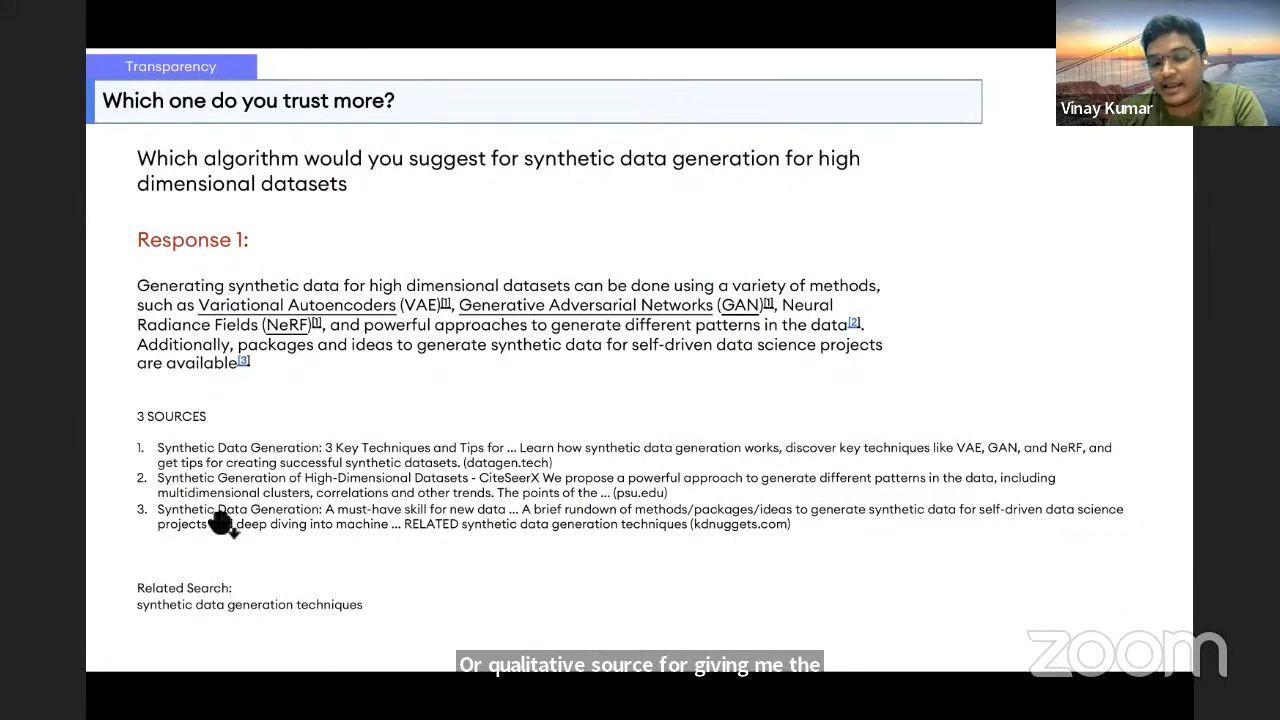 Transparency
Which one do you trust more?
Vinay Kumar
Which algorithm would you suggest for synthetic data generation for high
dimensional datasets
Response 1:
Generating synthetic data for high dimensional datasets can be done using a variety of methods,
such as Variational Autoencoders (VAE)[1], Generative Adversarial Networks (GAN)[1], Neural
Radiance Fields (NeRF)[1], and powerful approaches to generate different patterns in the data[2].
Additionally, packages and ideas to generate synthetic data for self-driven data science projects
are available[3]
3 SOURCES
1. Synthetic Data Generation: 3 Key Techniques and Tips for ... Learn how synthetic data generation works, discover key techniques like VAE, GAN, and NeRF, and
get tips for creating successful synthetic datasets. (datagen.tech)
2. Synthetic Generation of High-Dimensional Datasets - CiteSeerX We propose a powerful approach to generate different patterns in the data, including
multidimensional clusters, correlations and other trends. The points of the ... (psu.edu)
3. Synthetic Data Generation: A must-have skill for new data ... A brief rundown of methods/packages/ideas to generate synthetic data for self-driven data science
projects deep diving into machine ... RELATED synthetic data generation techniques (kdnuggets.com)
Related Search:
synthetic data generation techniques
zoom
Or qualitative source for giving me the